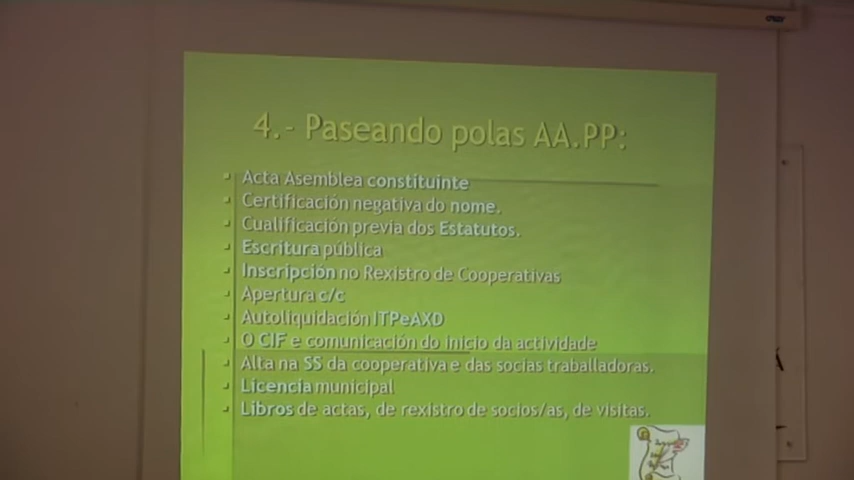 4.- Paseando polas AA.PP:
Acta Asemblea constituinte
Certificación negativa do nome.
Cualificación previa dos Estatutos.
Escritura pública
Inscripción no Rexistro de Cooperativas
Apertura c/c
Autoliquidación ITPeAXD
O CIF e comunicación do inicio da actividade
Alta na SS da cooperativa e das socias traballadoras.
Licencia municipal
Libros de actas, de rexistro de socios/as, de visitas.